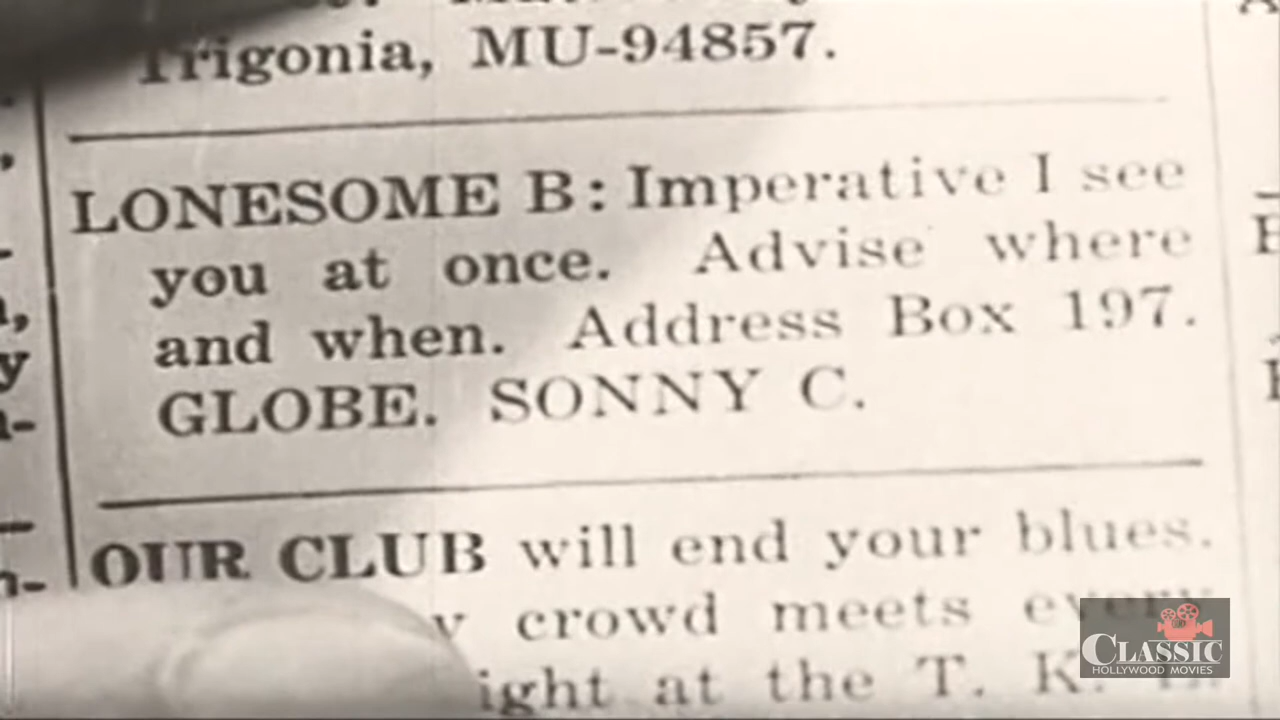 Trigonia, MU-94857.
LONESOME B: Imperative I see
you at once. Advise where
and when. Address Box 197.
GLOBE. SONNY C.
OUR CLUB will end your blues.
crowd meets every
at the T. K.
CLASSIC
HOLLYWOOD MOVIES